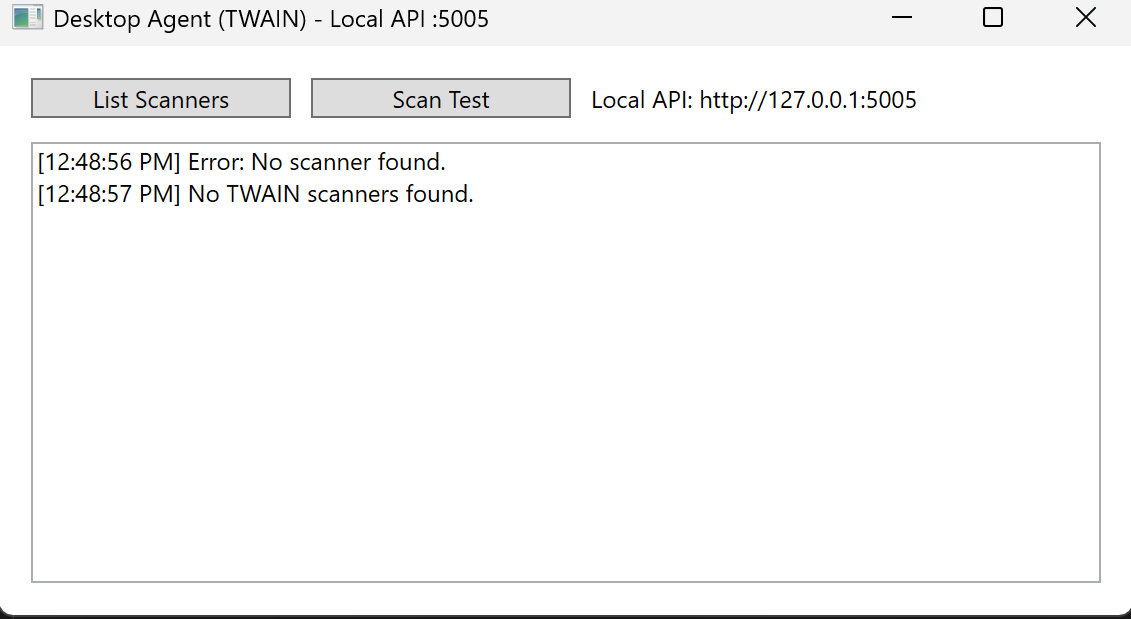 Desktop Agent (TWAIN) - Local API :5005
List Scanners
Scan Test
Local API: http://127.0.0.1:5005
[12:48:56 PM] Error: No scanner found.
[12:48:57 PM] No TWAIN scanners found.